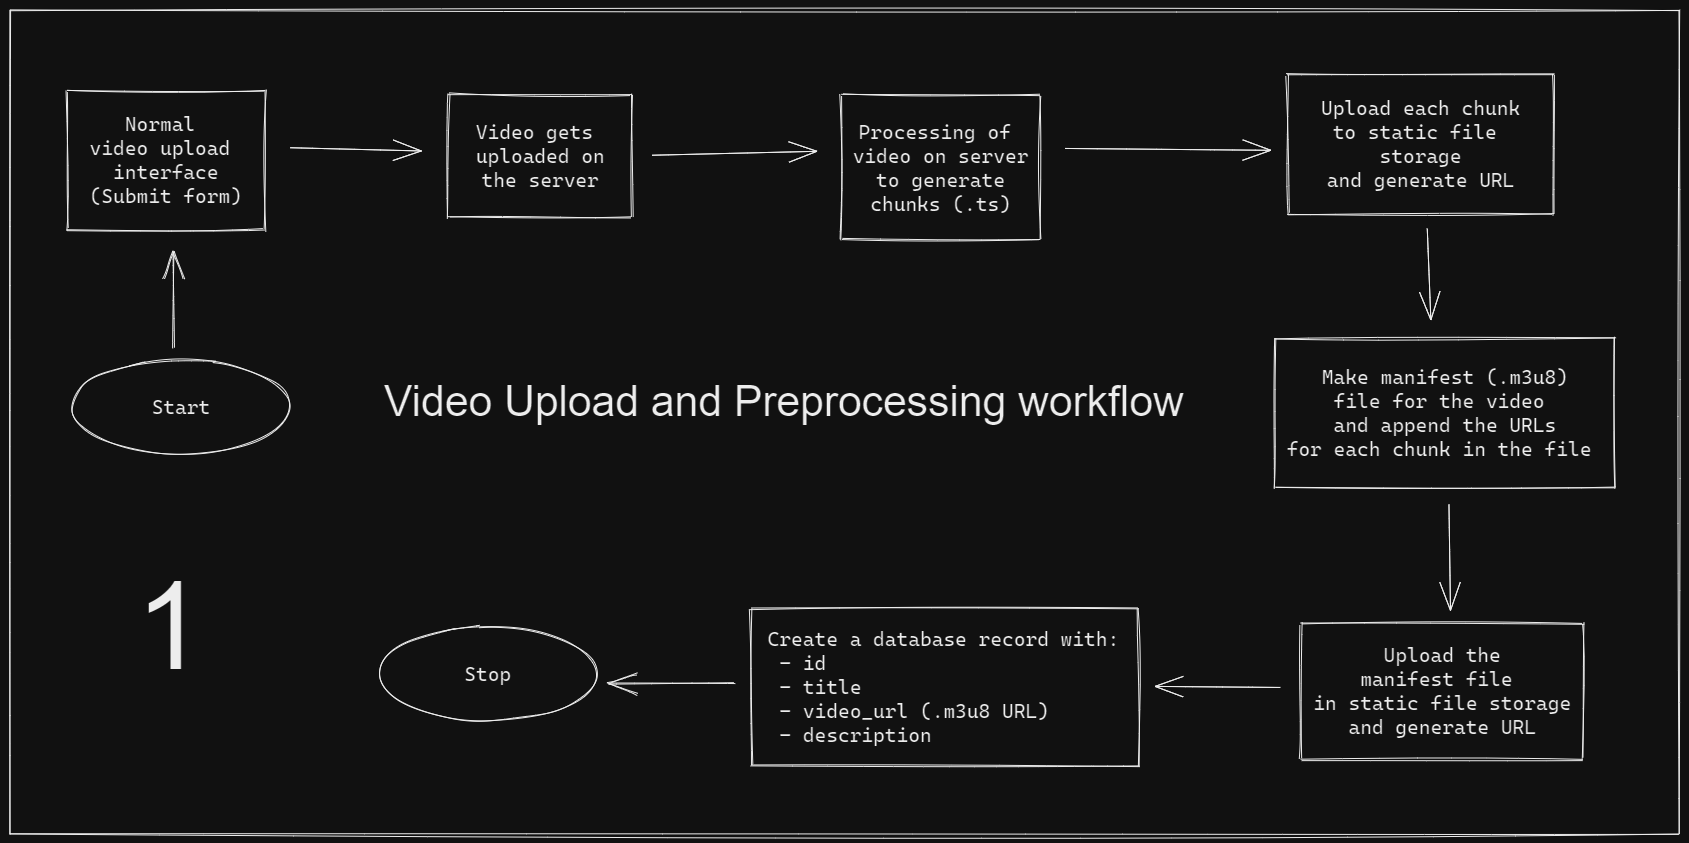 Normal
video upload
interface
(Submit form)
Video gets
uploaded on
the server
Processing of
video on server
to generate
chunks (.ts)
Upload each chunk
to static file
storage
and generate URL
Start
Video Upload and Preprocessing workflow
Make manifest (.m3u8)
file for the video
and append the URLs
for each chunk in the file
1
Stop
Create a database record with:
- id
- title
- video_url (.m3u8 URL)
- description
Upload the
manifest file
in static file storage
and generate URL